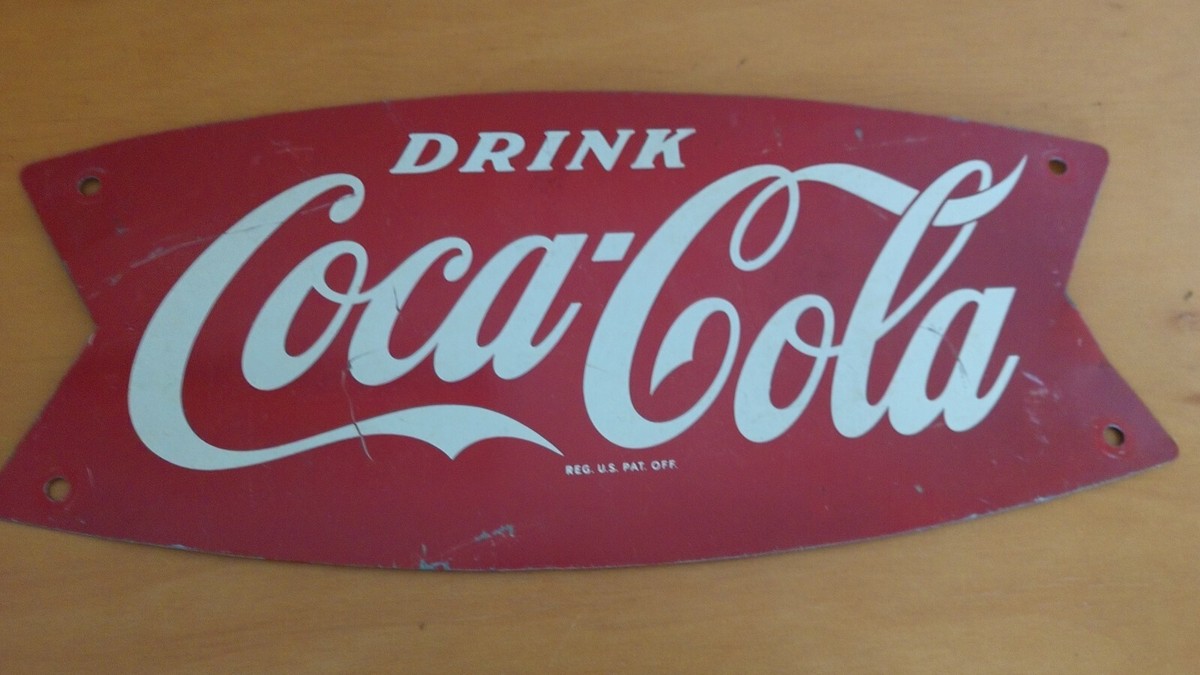 DRINK
Coca-Cola
REG. U.S. PAT. OFF.